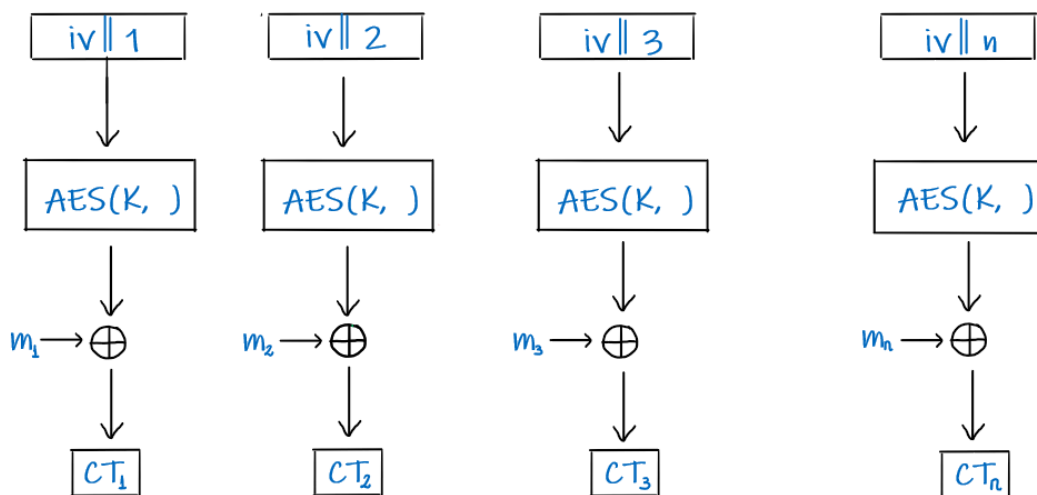 iv || 1 iv || 2 iv || 3 iv || n
AES(K, ) AES(K, ) AES(K, ) AES(K, )
m₁ m₂ m₃ mₙ
CT₁ CT₂ CT₃ CTₙ